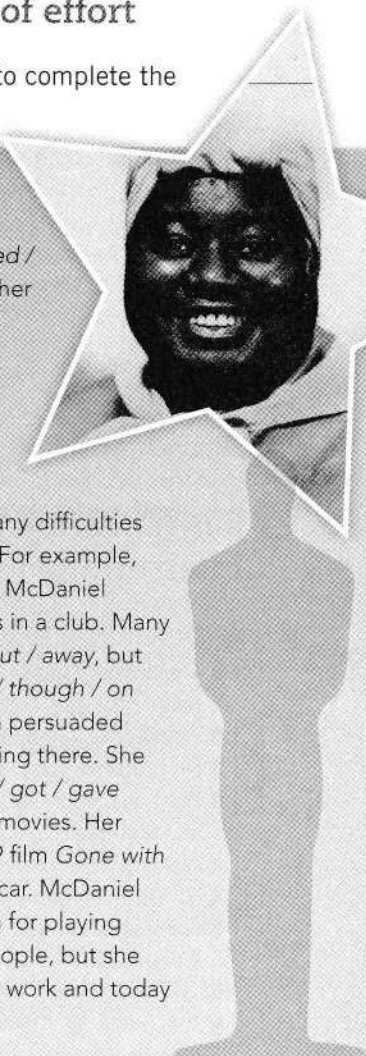 of effort
to complete the
ed /
her
any difficulties
For example,
McDaniel
s in a club. Many
ut / away, but
/ though / on
n persuaded
ing there. She
/ got / gave
movies. Her
film Gone with
car. McDaniel
for playing
eople, but she
work and today